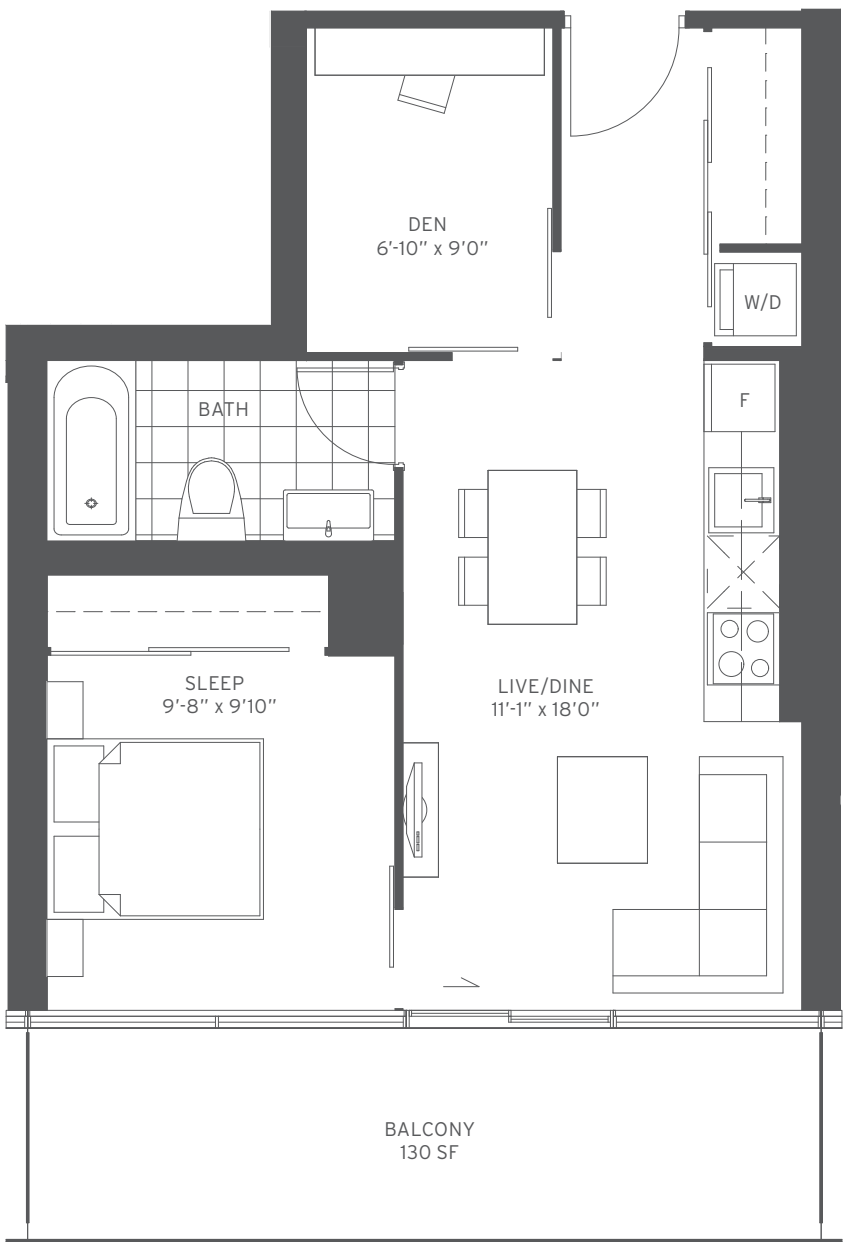 DEN
6'-10" x 9'0"
W/D
BATH
F
SLEEP
9'-8" x 9'10"
LIVE/DINE
11'-1" x 18'0"
BALCONY
130 SF